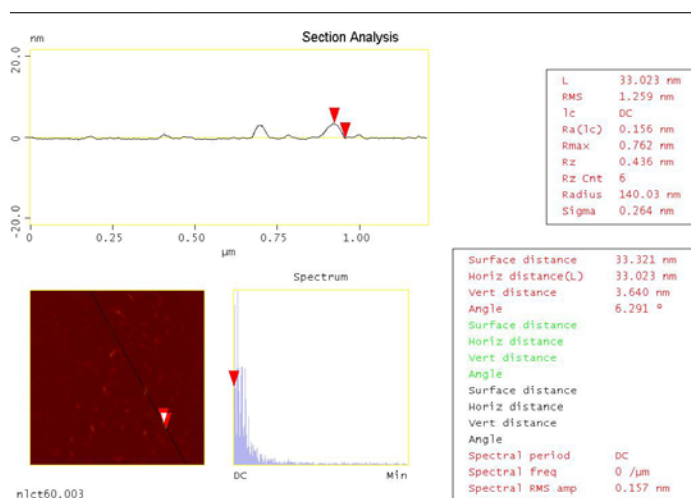 Section Analysis
nm
20.0
0
-20.0
0 0.25 0.50 0.75 1.00
µm
L 33.023 nm
RMS 1.259 nm
lc DC
Ra(lc) 0.156 nm
Rmax 0.762 nm
Rz 0.436 nm
Rz Cnt 6
Radius 140.03 nm
Sigma 0.264 nm
Spectrum
DC Min
Surface distance 33.321 nm
Horiz distance(L) 33.023 nm
Vert distance 3.640 nm
Angle 6.291 º
Surface distance
Horiz distance
Vert distance
Angle
Surface distance
Horiz distance
Vert distance
Angle
Spectral period DC
Spectral freq 0 /µm
Spectral RMS amp 0.157 nm
mlct60.003